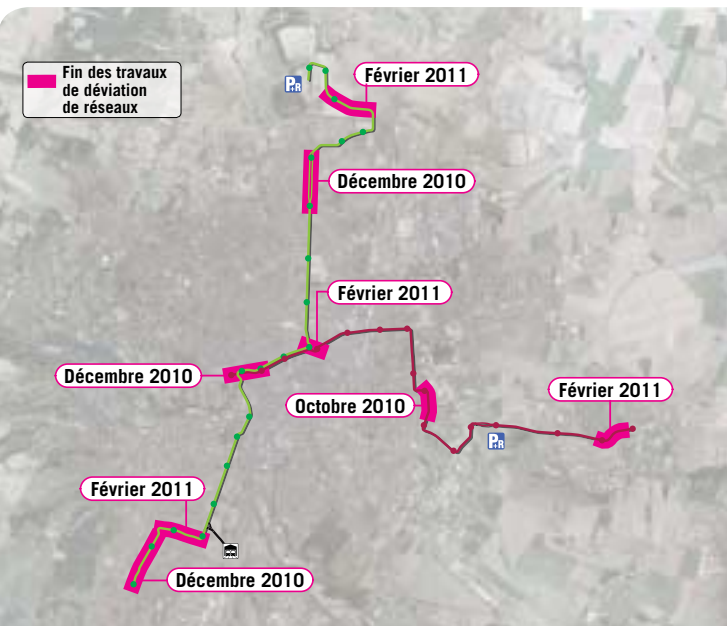 Fin des travaux
de déviation
de réseaux
P+R
Février 2011
Décembre 2010
Février 2011
Décembre 2010
Février 2011
Octobre 2010
P+R
Février 2011
Décembre 2010